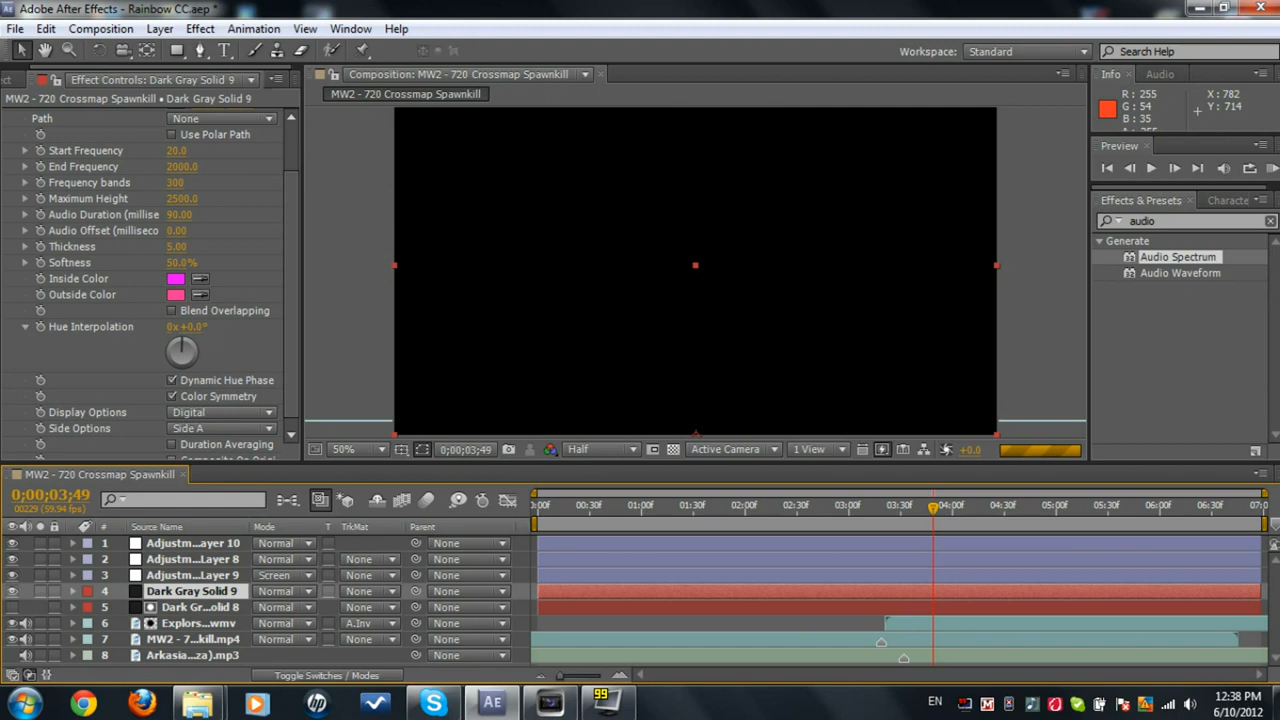 Adobe After Effects - Rainbow CC.aep *
File Edit Composition Layer Effect Animation View Window Help
Workspace: Standard Search Help
Effect Controls: Dark Gray Solid 9
Composition: MW2 - 720 Crossmap Spawnkill
Info Audio
MW2 - 720 Crossmap Spawnkill • Dark Gray Solid 9
MW2 - 720 Crossmap Spawnkill
R: 255 X: 782
G: 54 Y: 714
B: 35
Path None
Use Polar Path
Start Frequency 20.0
End Frequency 2000.0
Frequency bands 300
Maximum Height 2500.0
Audio Duration (millise 90.00
Audio Offset (milliseco 0.00
Thickness 5.00
Softness 50.0%
Inside Color
Outside Color
Blend Overlapping
Hue Interpolation 0x +0.0°
Dynamic Hue Phase
Color Symmetry
Display Options Digital
Side Options Side A
Duration Averaging
Preview
Effects & Presets Characte
audio
Generate
Audio Spectrum
Audio Waveform
50% 0;00;03;49 Half Active Camera 1 View +0.0
MW2 - 720 Crossmap Spawnkill
0;00;03;49
00229 (59.94 fps)
:00f 00:30f 01:00f 01:30f 02:00f 02:30f 03:00f 03:30f 04:00f 04:30f 05:00f 05:30f 06:00f 06:30f 07:0
# Source Name Mode T TrkMat Parent
1 Adjustm...ayer 10 Normal None
2 Adjustm...Layer 8 Normal None None
3 Adjustm...Layer 9 Screen None None
4 Dark Gray Solid 9 Normal None None
5 Dark Gr...olid 8 Normal None None
6 Explors...wmv Normal A.Inv None
7 MW2 - 7...kill.mp4 Normal None None
8 Arkasia...za).mp3 None
Toggle Switches / Modes
AE 99 EN
12:38 PM
6/10/2012